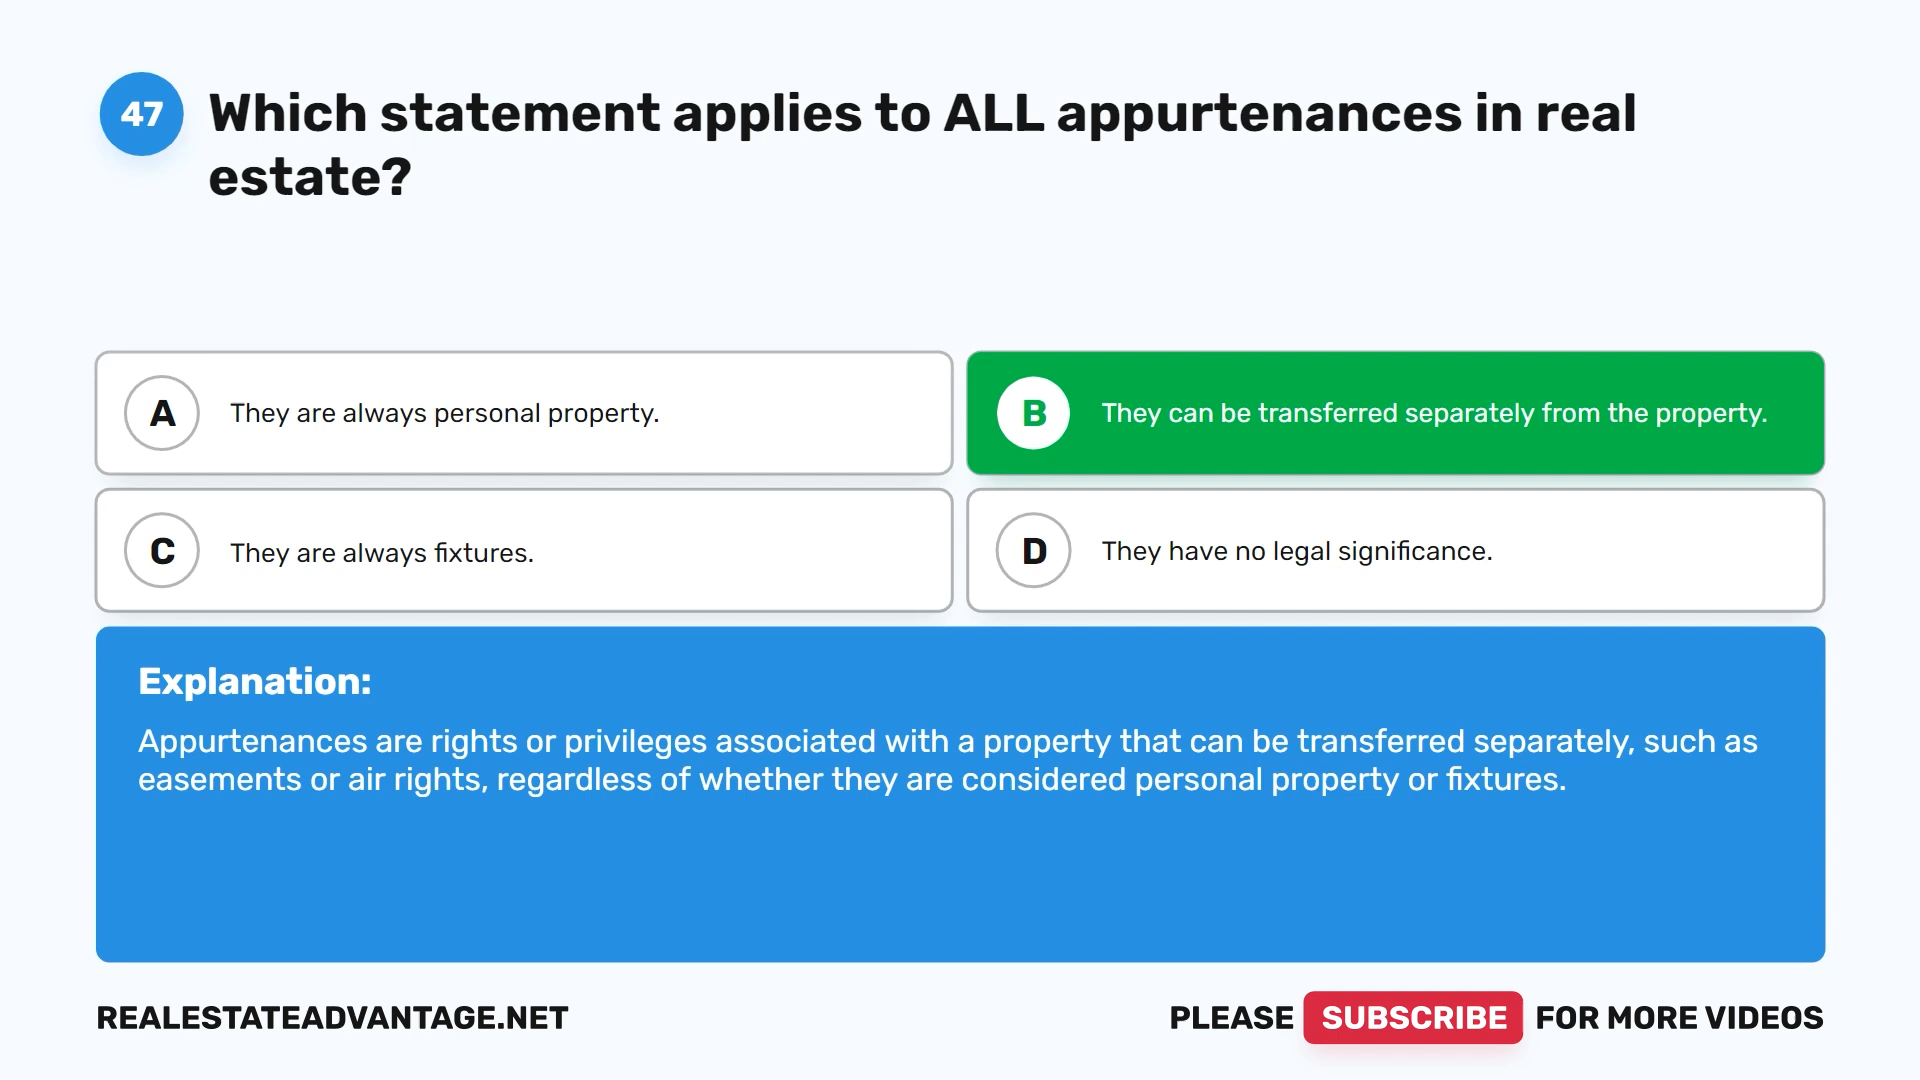 47
Which statement applies to ALL appurtenances in real
estate?
A
They are always personal property.
B
They can be transferred separately from the property.
C
They are always fixtures.
D
They have no legal significance.
Explanation:
Appurtenances are rights or privileges associated with a property that can be transferred separately, such as
easements or air rights, regardless of whether they are considered personal property or fixtures.
REALESTATEADVANTAGE.NET
PLEASE SUBSCRIBE FOR MORE VIDEOS